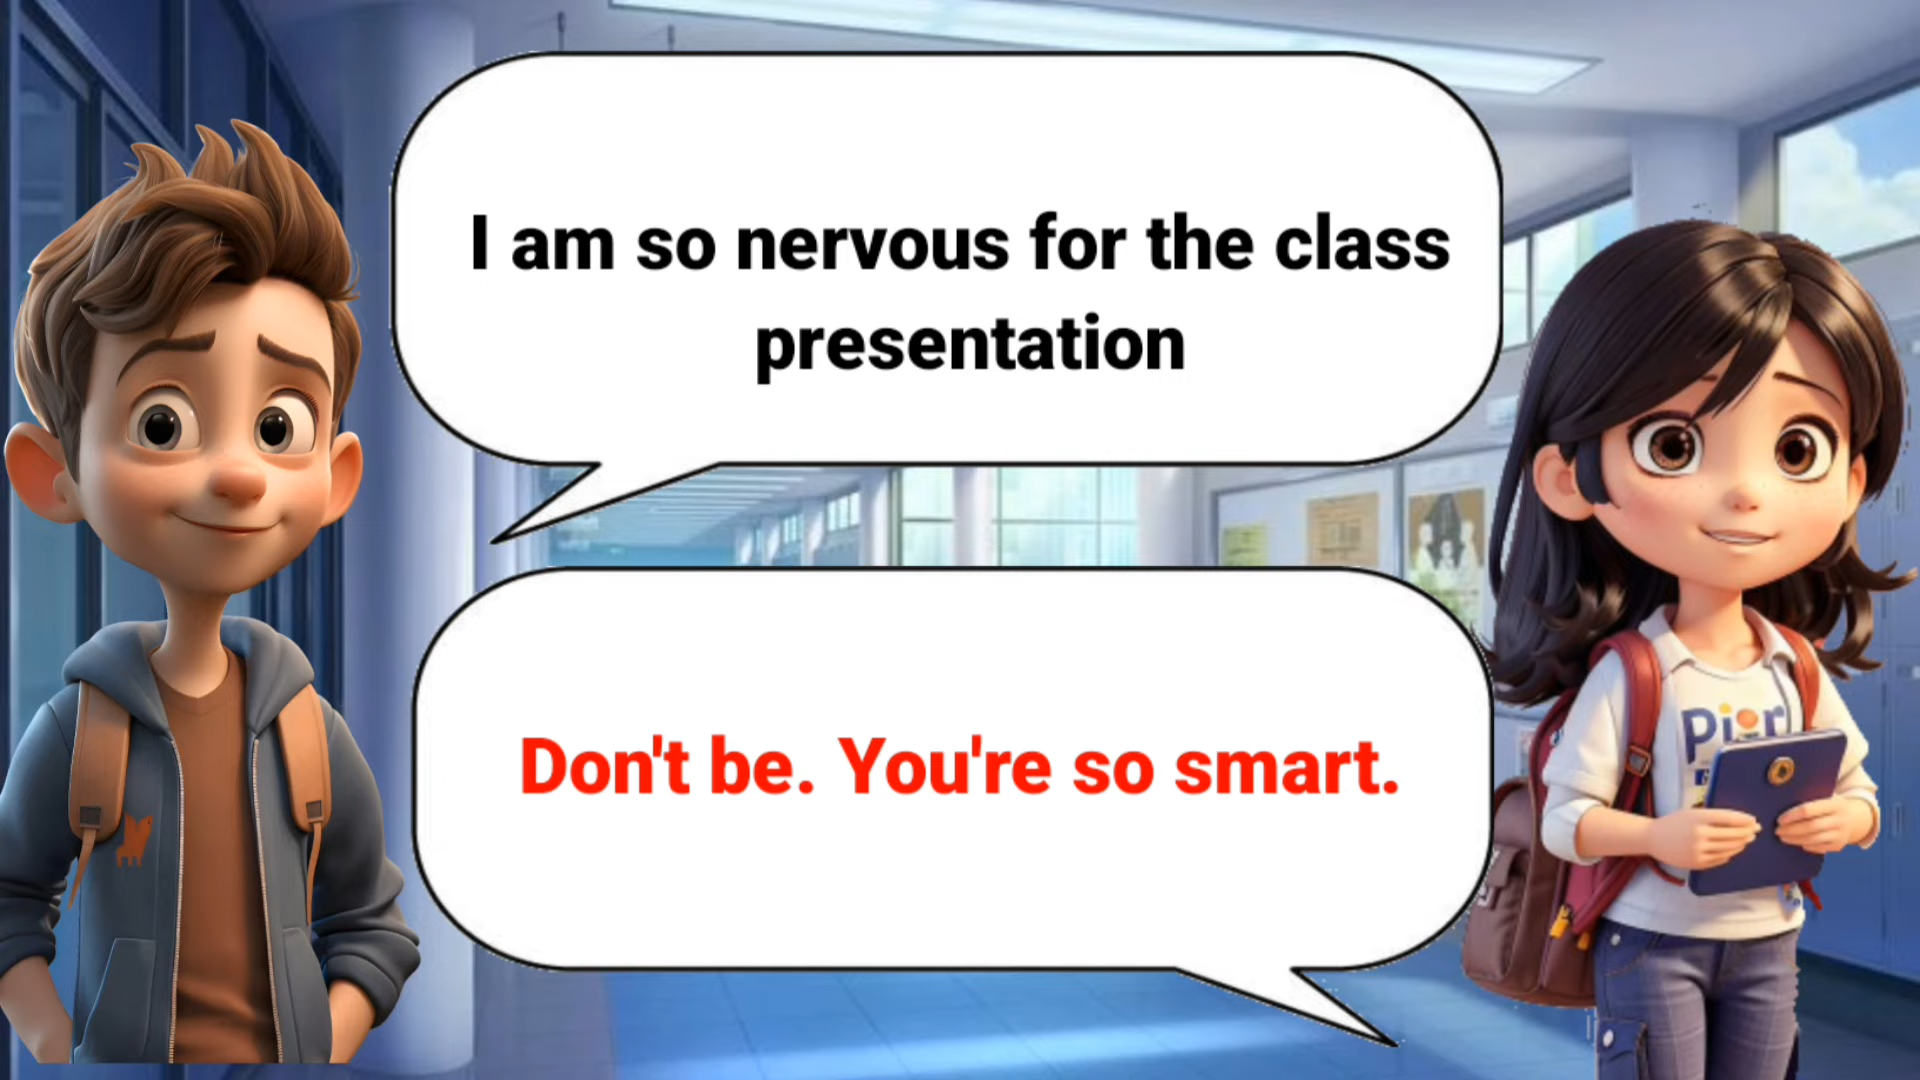 I am so nervous for the class
presentation
Don't be. You're so smart.